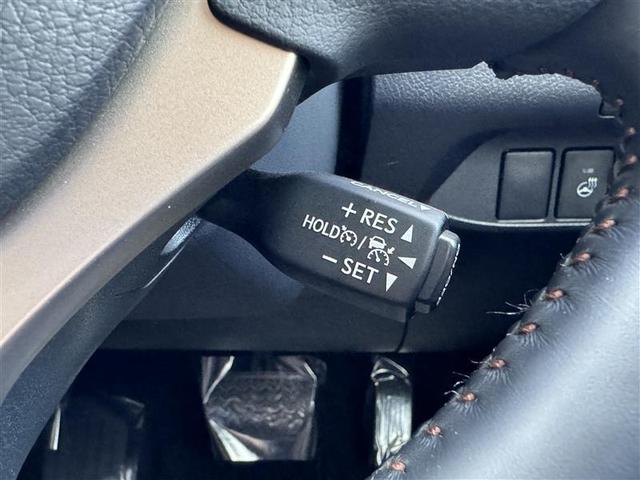 CANCEL
+ RES ▲
HOLD / ◀
− SET ▼